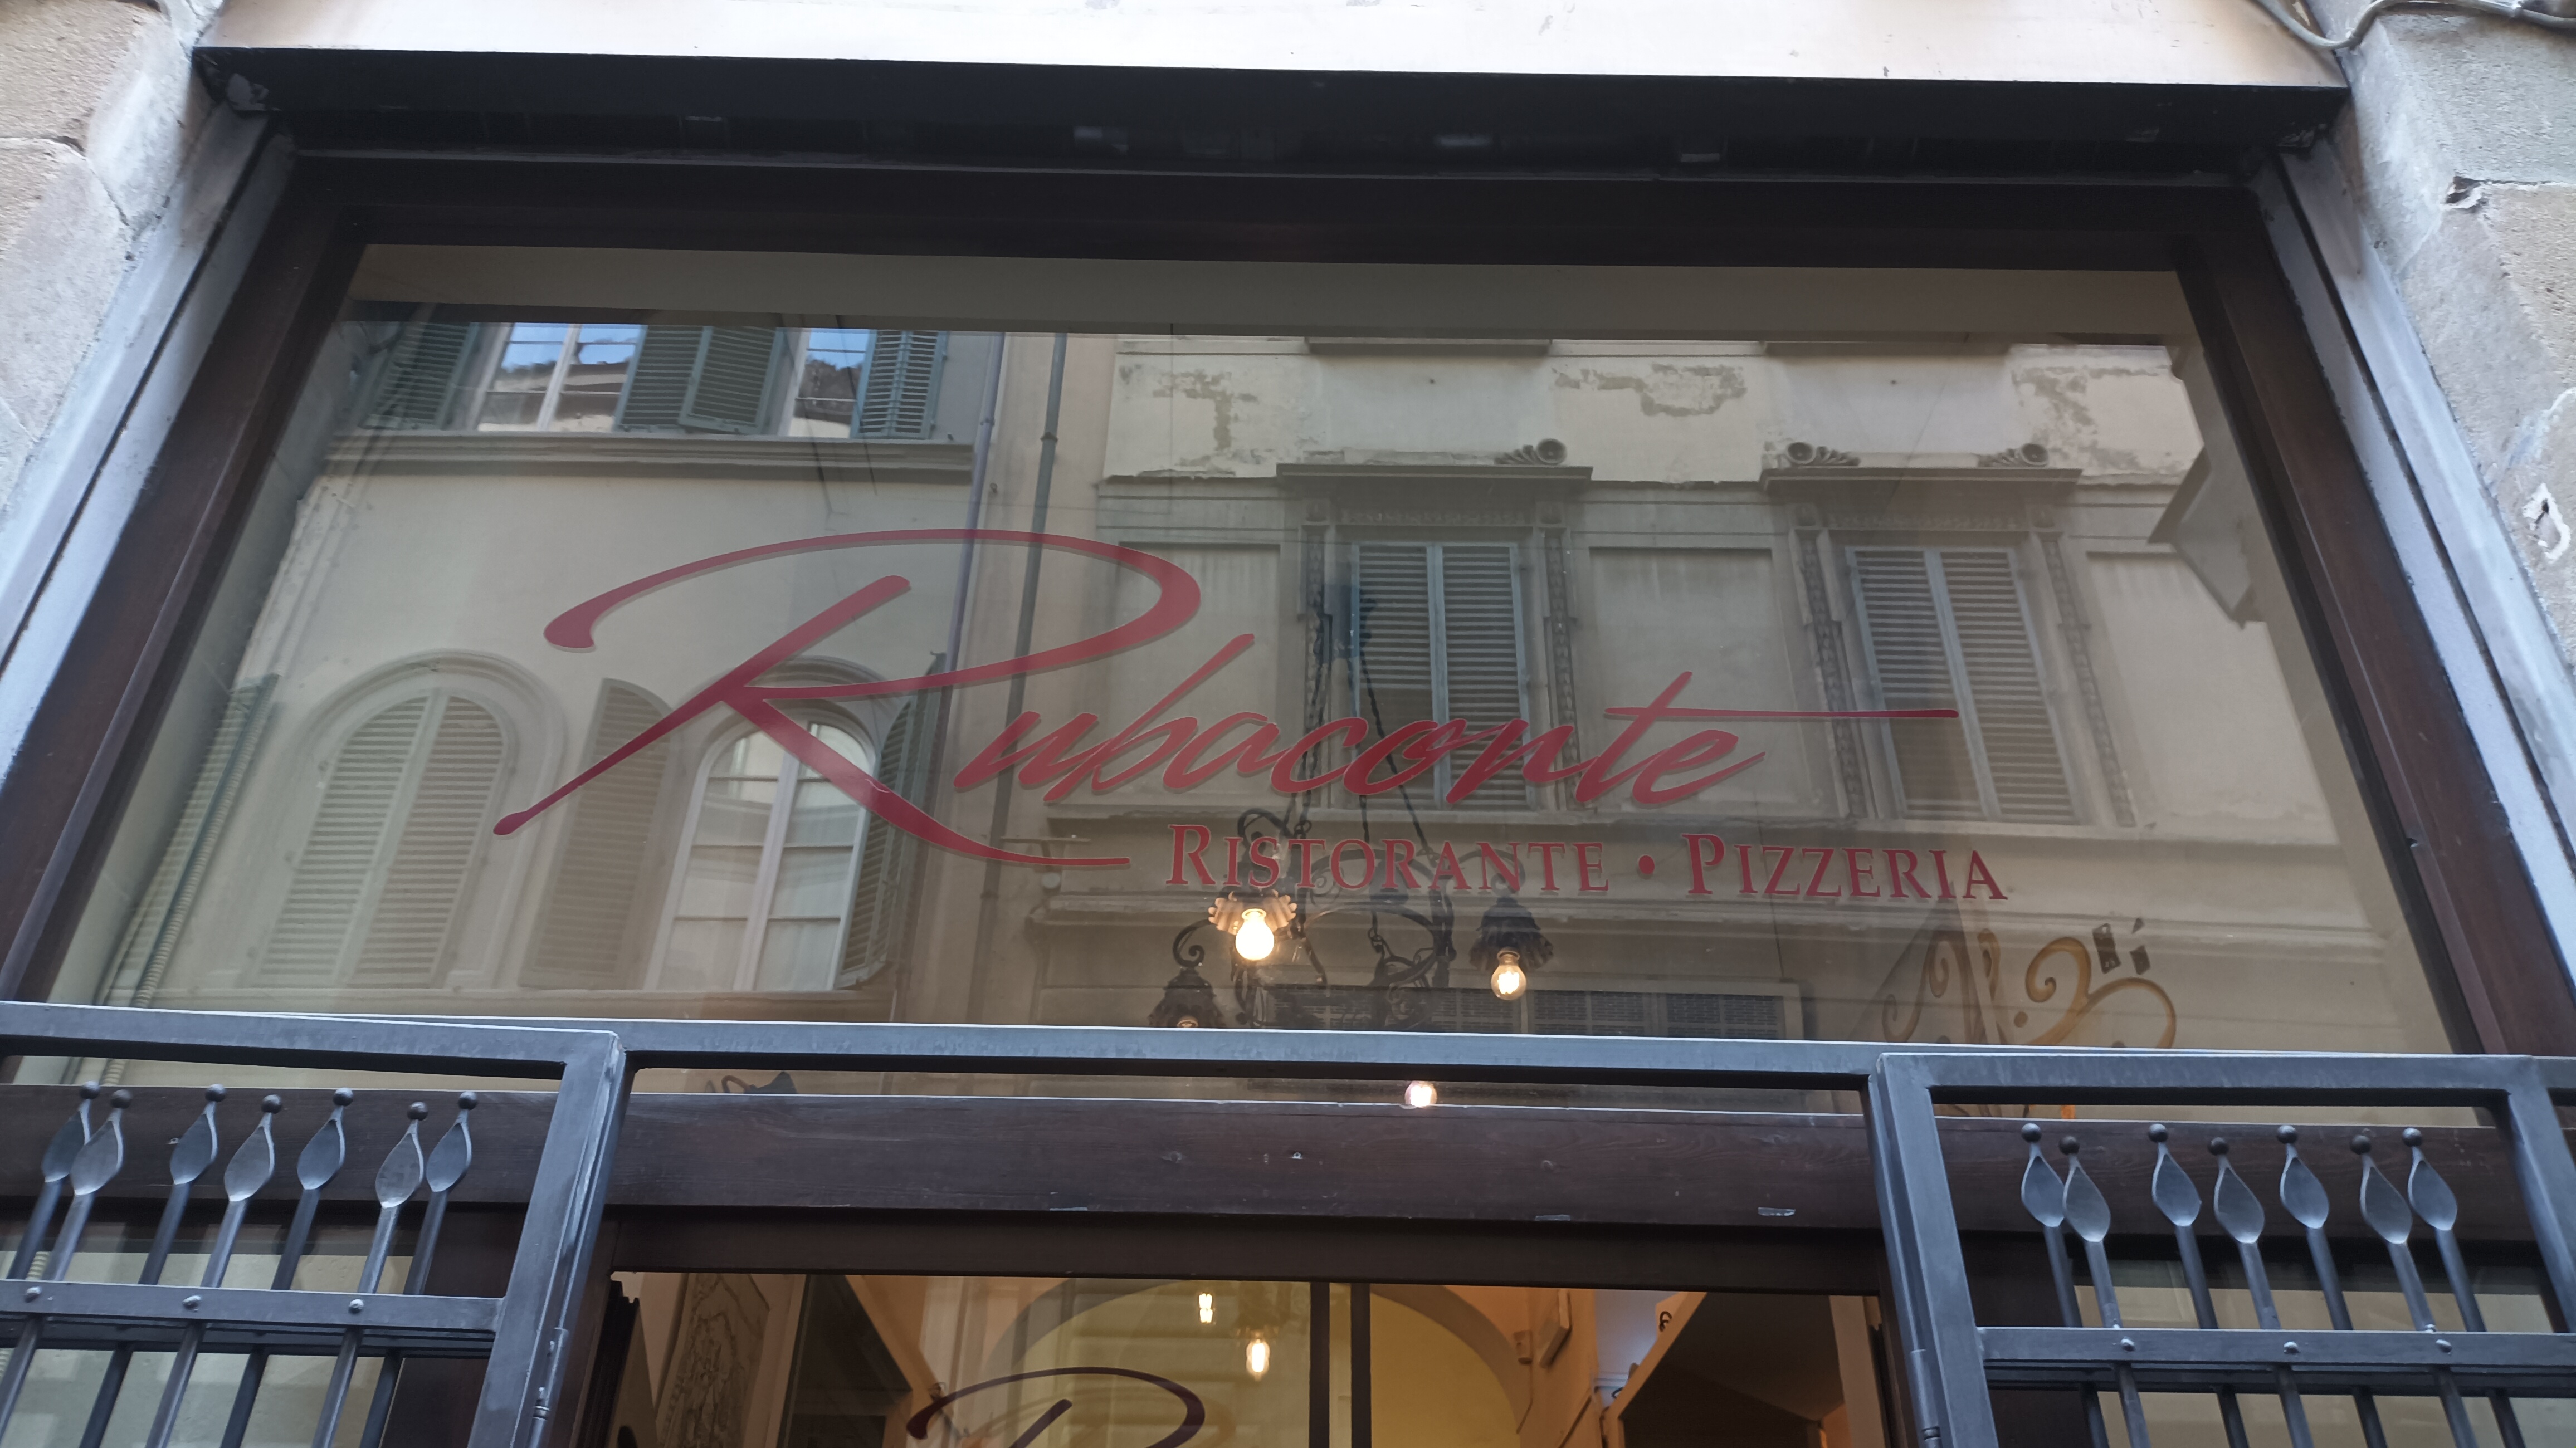 Rubaconte
RISTORANTE • PIZZERIA